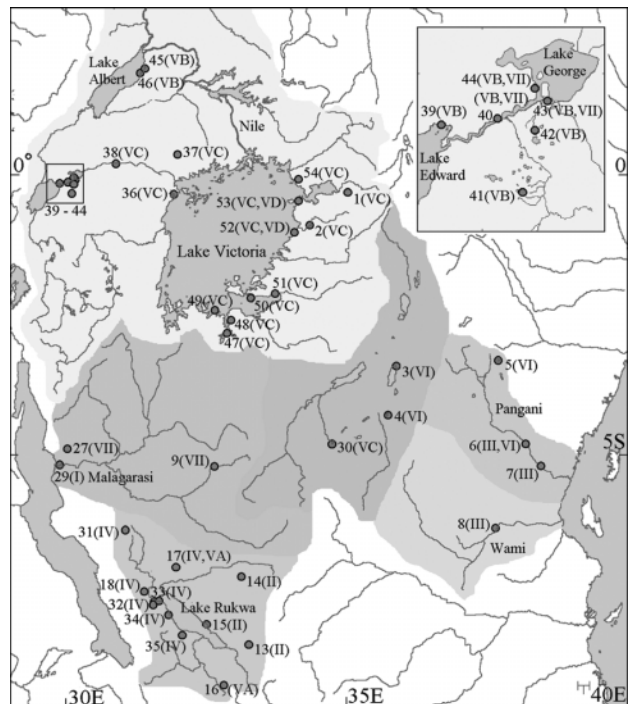 Lake
Albert
45(VB)
46(VB)
Nile
38(VC)
37(VC)
0°
0
39 - 44
36(VC)
54(VC)
53(VC,VD)
1(VC)
52(VC,VD)
2(VC)
Lake Victoria
51(VC)
49(VC)
50(VC)
48(VC)
47(VC)
Lake
George
44(VB,VII)
(VB,VII)
39(VB)
40
43(VB,VII)
42(VB)
Lake
Edward
41(VB)
3(VI)
5(VI)
4(VI)
Pangani
27(VII)
9(VII)
30(VC)
6(III,VI)
5S
29(I) Malagarasi
7(III)
8(III)
31(IV)
Wami
17(IV,VA)
14(II)
18(IV)
33(IV)
32(IV)
Lake Rukwa
34(IV)
15(II)
35(IV)
13(II)
16(VA)
30E
35E
40E